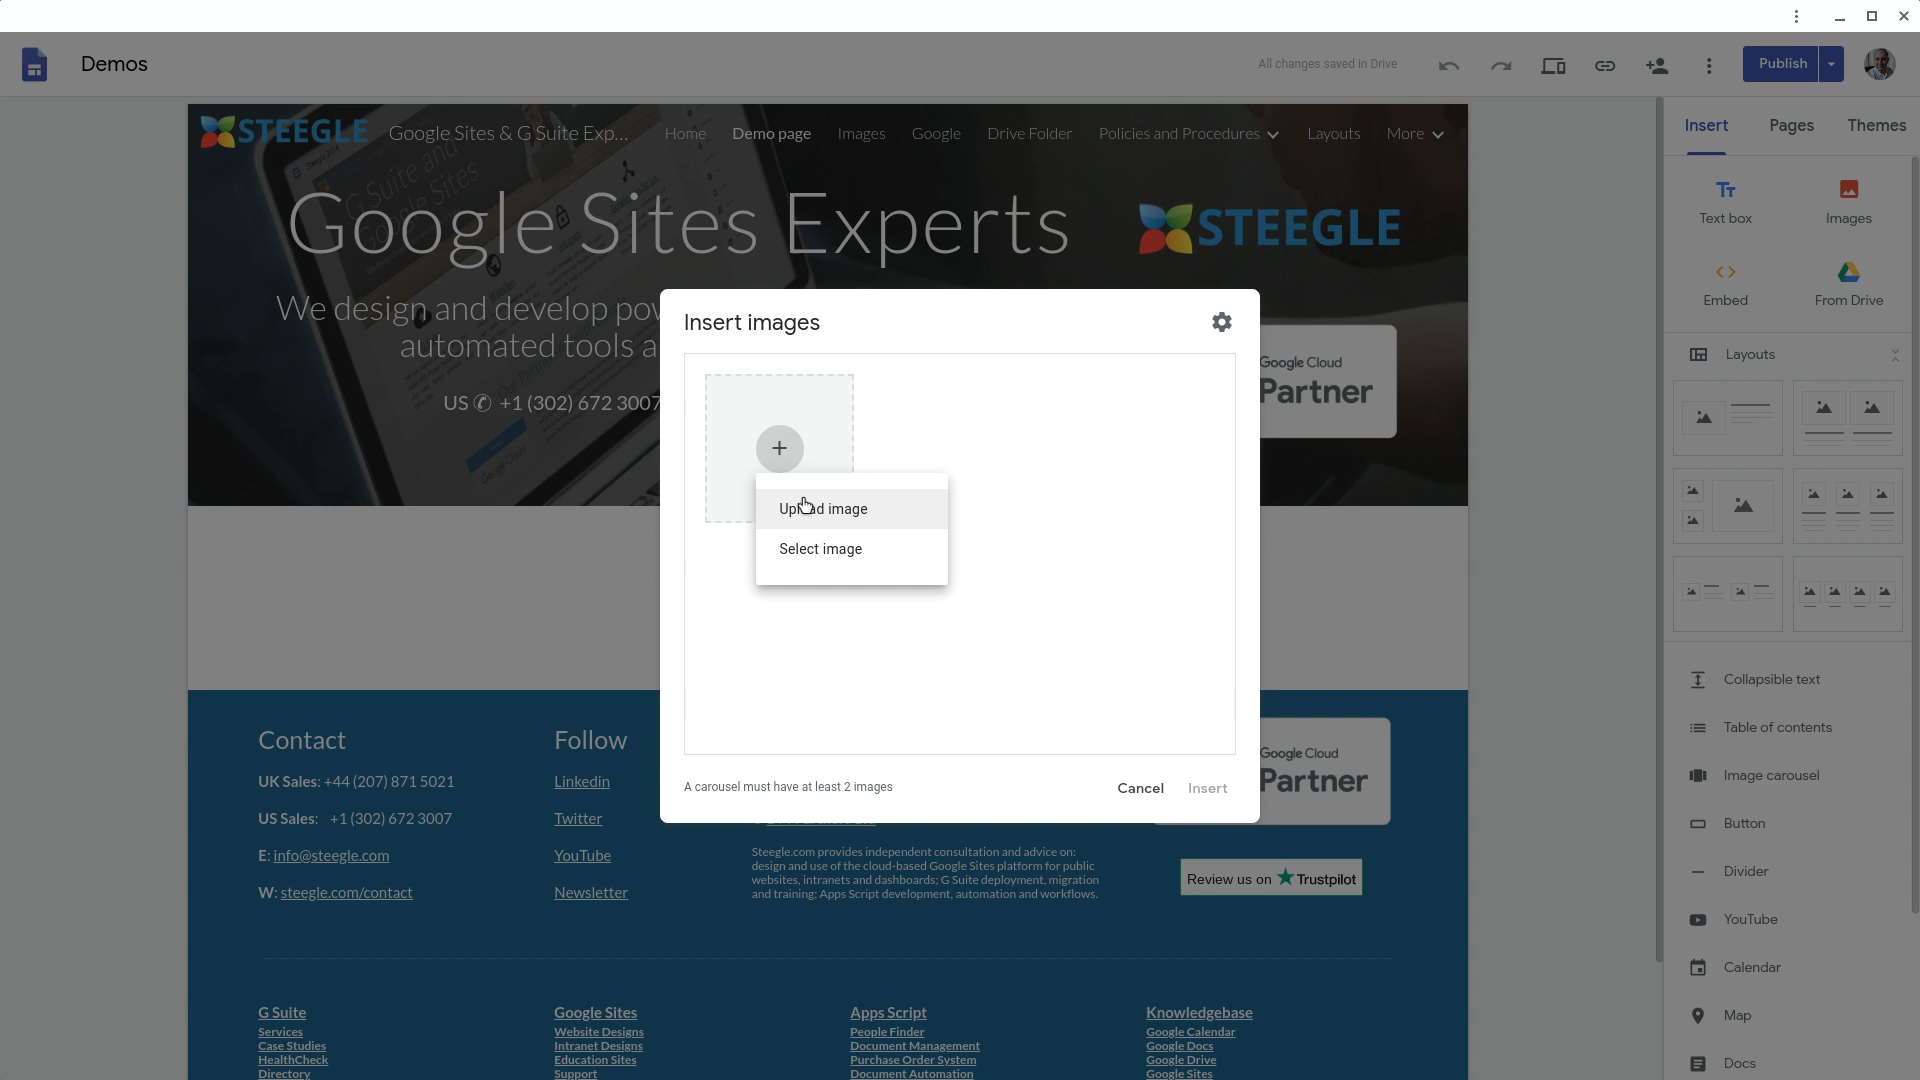 Demos
All changes saved in Drive
Publish
STEEGLE
Google Sites & G Suite Exp...
Home
Demo page
Images
Google
Drive Folder
Policies and Procedures
Layouts
More
Insert
Pages
Themes
Google Sites Experts
STEEGLE
We design and develop pow
automated tools a
US ✆ +1 (302) 672 3007
Google Cloud
Partner
Text box
Images
Embed
From Drive
Layouts
Insert images
Upload image
Select image
A carousel must have at least 2 images
Cancel
Insert
Collapsible text
Table of contents
Image carousel
Button
Divider
YouTube
Calendar
Map
Docs
Contact
UK Sales: +44 (207) 871 5021
US Sales: +1 (302) 672 3007
E: info@steegle.com
W: steegle.com/contact
Follow
Linkedin
Twitter
YouTube
Newsletter
Steegle.com provides independent consultation and advice on:
design and use of the cloud-based Google Sites platform for public
websites, intranets and dashboards; G Suite deployment, migration
and training; Apps Script development, automation and workflows.
Google Cloud
Partner
Review us on Trustpilot
G Suite
Services
Case Studies
HealthCheck
Directory
Google Sites
Website Designs
Intranet Designs
Education Sites
Support
Apps Script
People Finder
Document Management
Purchase Order System
Document Automation
Knowledgebase
Google Calendar
Google Docs
Google Drive
Google Sites